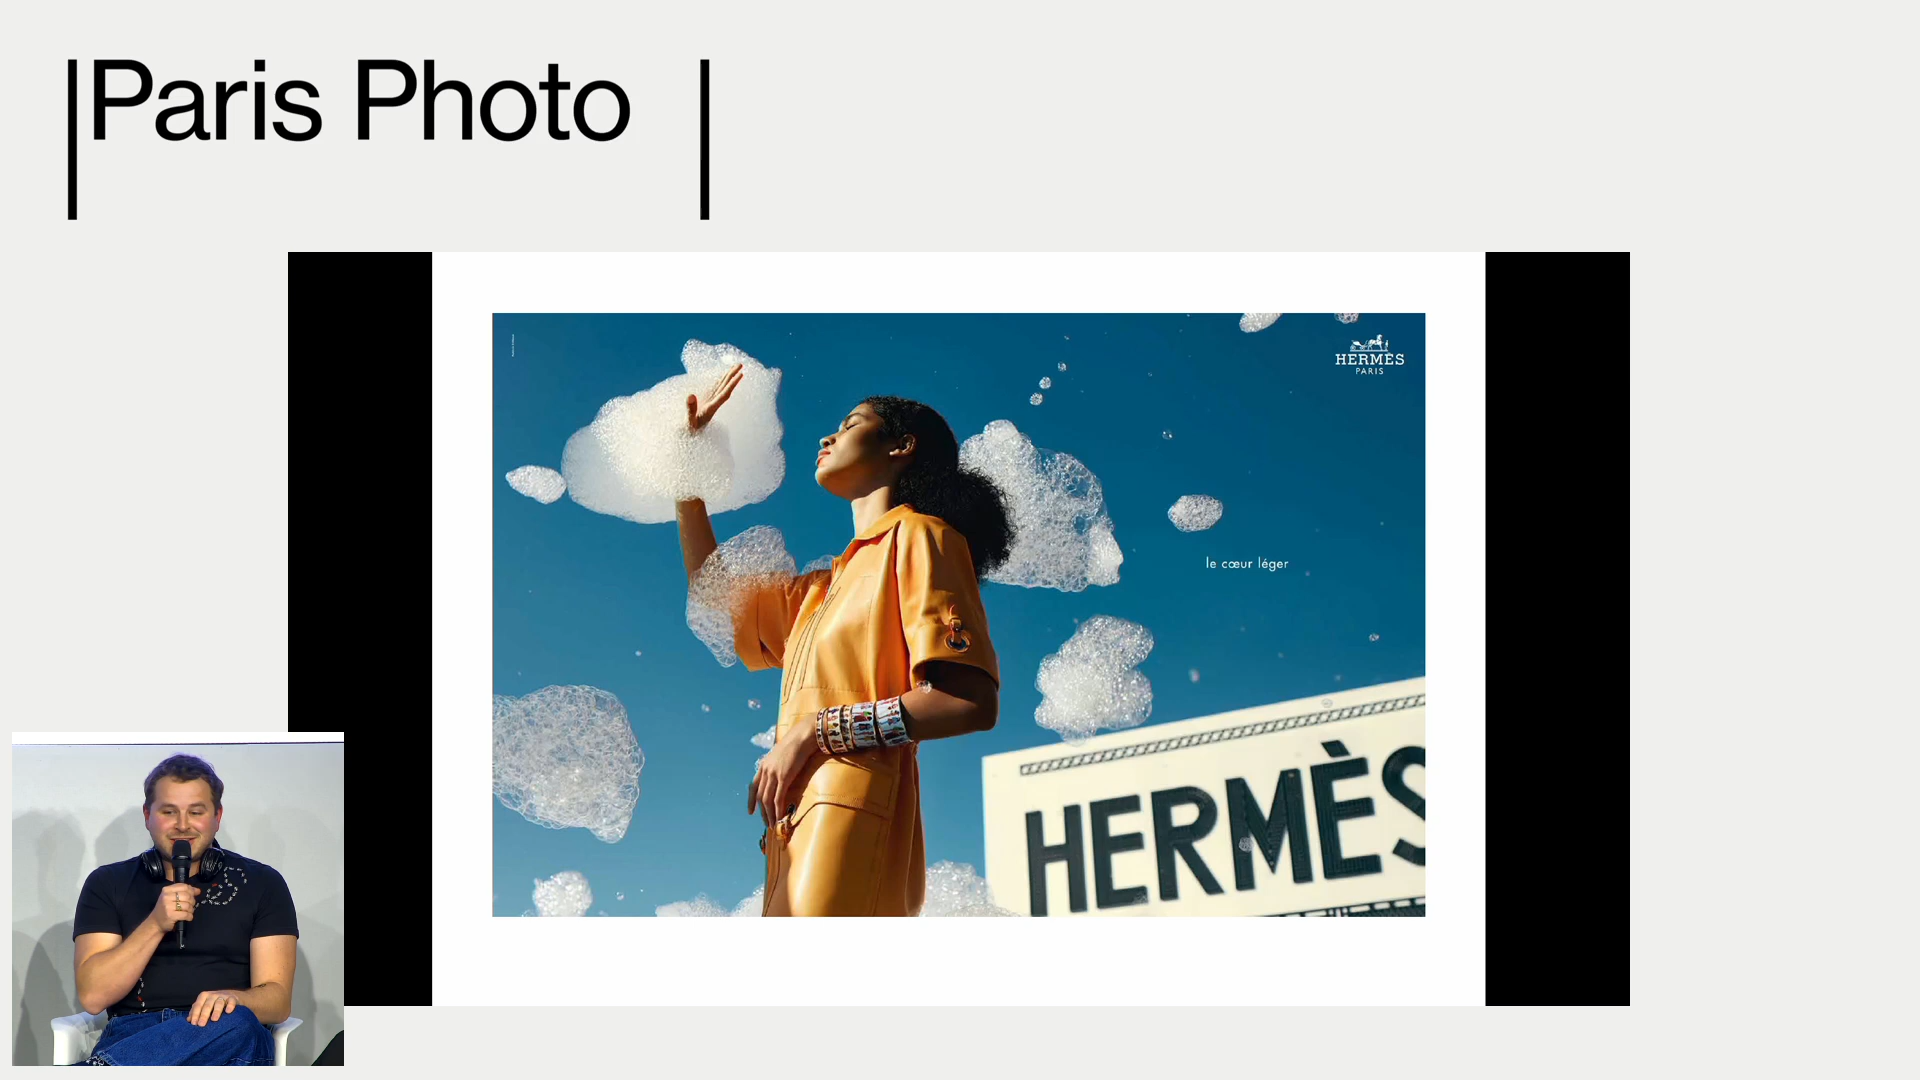 Paris Photo
HERMÈS
PARIS
le cœur léger
HERMÈS